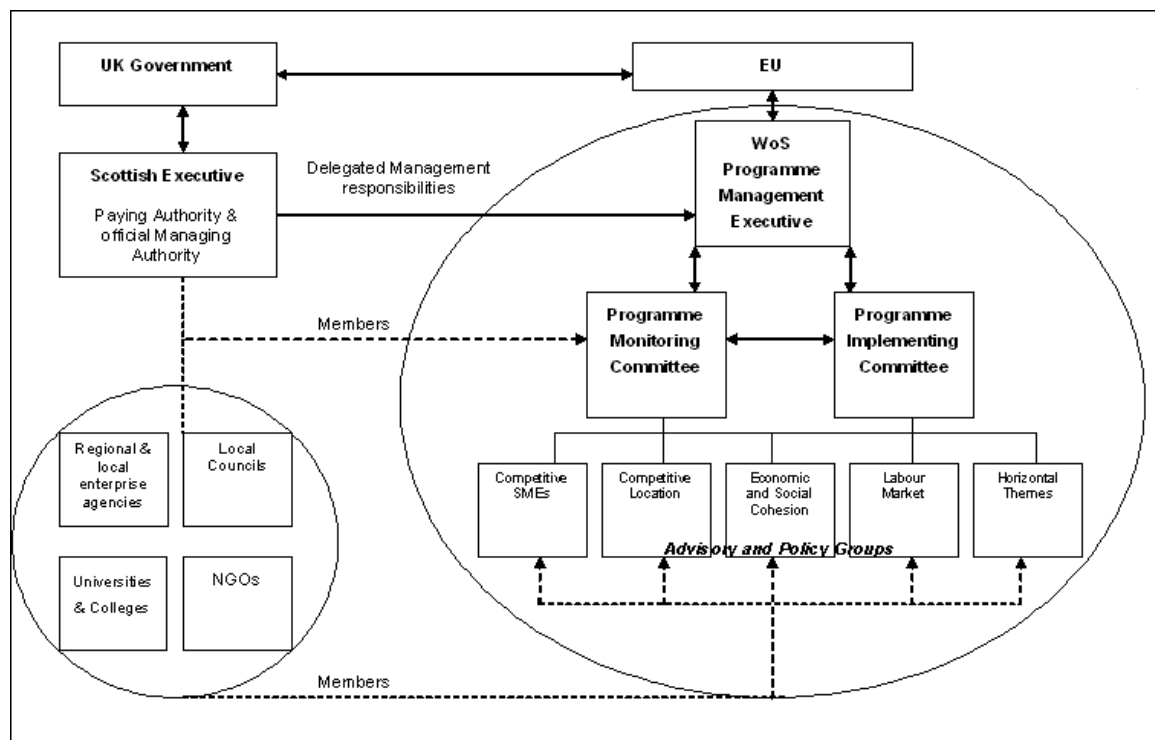 UK Government
EU
WoS
Programme
Management
Executive
Scottish Executive
Paying Authority &
official Managing
Authority
Delegated Management
responsibilities
Members
Programme
Monitoring
Committee
Programme
Implementing
Committee
Regional &
local
enterprise
agencies
Local
Councils
Universities
& Colleges
NGOs
Competitive
SMEs
Competitive
Location
Economic
and Social
Cohesion
Labour
Market
Horizontal
Themes
Advisory and Policy Groups
Members